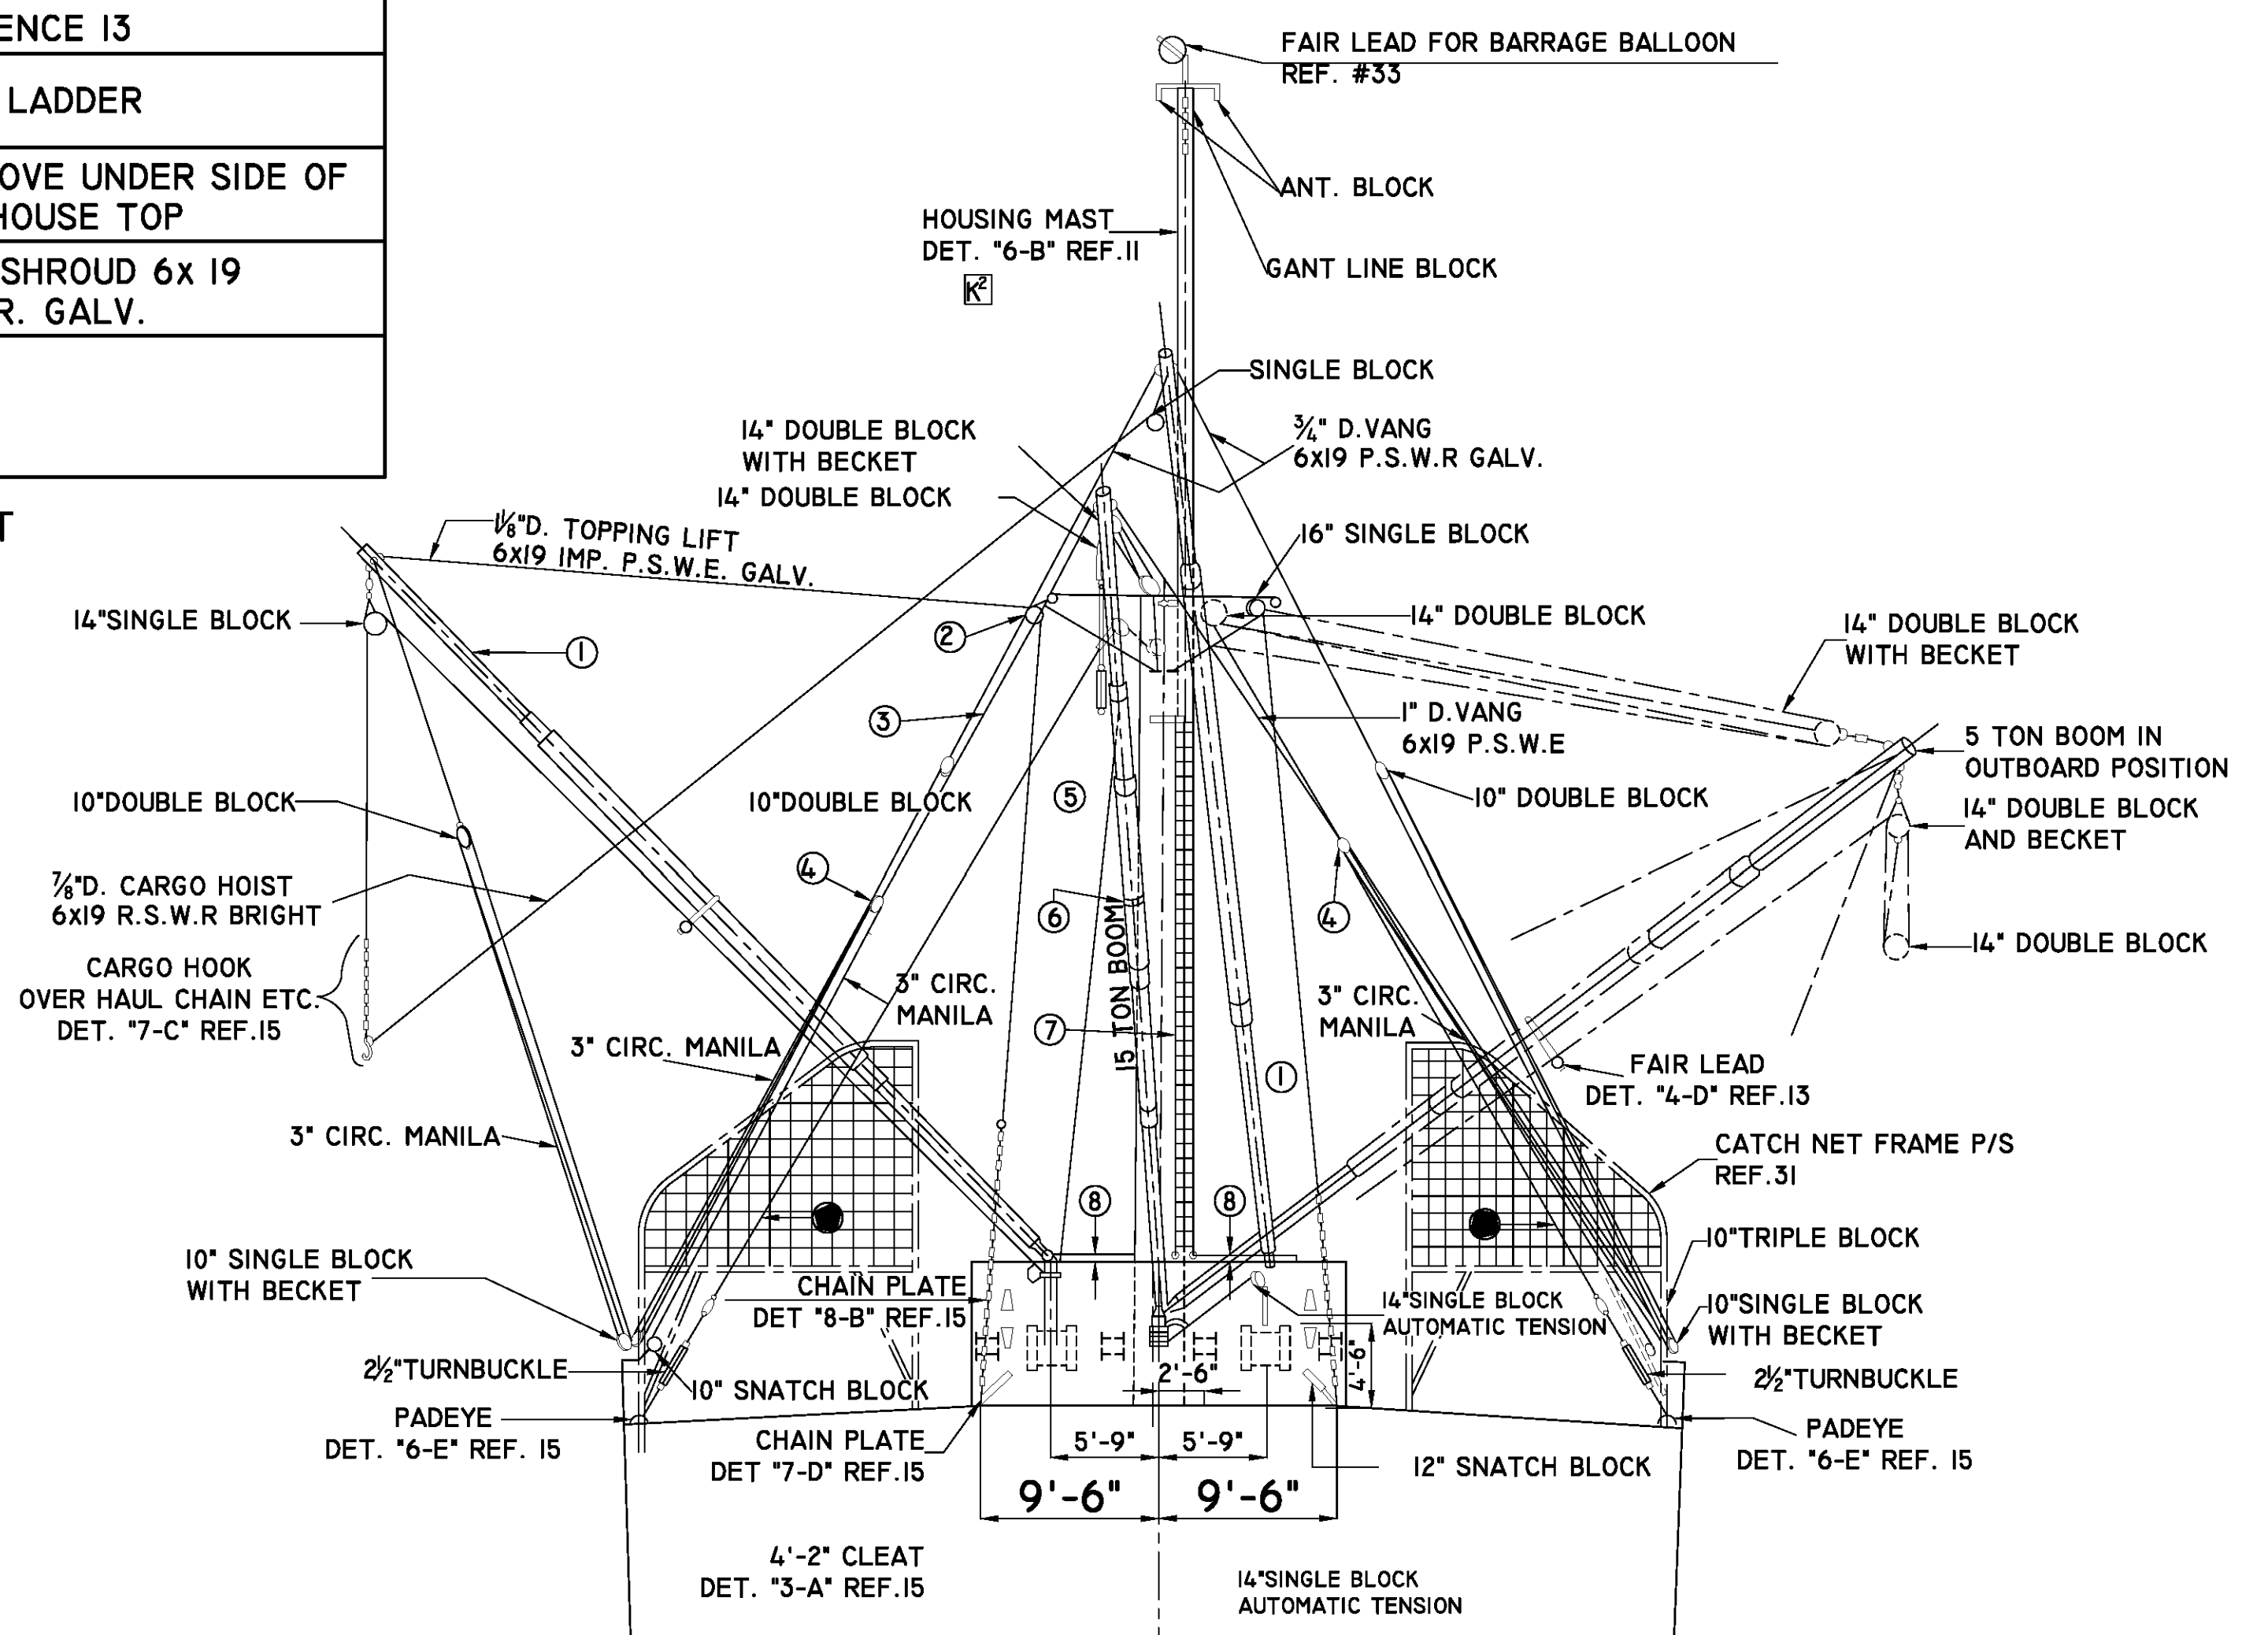 ENCE 13
LADDER
OVE UNDER SIDE OF
HOUSE TOP
SHROUD 6x 19
R. GALV.
T
FAIR LEAD FOR BARRAGE BALLOON
REF. #33
ANT. BLOCK
HOUSING MAST
DET. "6-B" REF.11
K²
GANT LINE BLOCK
SINGLE BLOCK
14" DOUBLE BLOCK
WITH BECKET
14" DOUBLE BLOCK
3/4" D.VANG
6x19 P.S.W.R GALV.
1 1/8"D. TOPPING LIFT
6x19 IMP. P.S.W.E. GALV.
16" SINGLE BLOCK
14"SINGLE BLOCK
1
2
14" DOUBLE BLOCK
14" DOUBLE BLOCK
WITH BECKET
3
1" D.VANG
6x19 P.S.W.E
5 TON BOOM IN
OUTBOARD POSITION
10"DOUBLE BLOCK
10"DOUBLE BLOCK
5
10" DOUBLE BLOCK
14" DOUBLE BLOCK
AND BECKET
4
7/8"D. CARGO HOIST
6x19 R.S.W.R BRIGHT
6
15 TON BOOM
4
14" DOUBLE BLOCK
CARGO HOOK
OVER HAUL CHAIN ETC.
DET. "7-C" REF.15
3" CIRC.
MANILA
3" CIRC.
MANILA
7
3" CIRC. MANILA
1
FAIR LEAD
DET. "4-D" REF.13
3" CIRC. MANILA
CATCH NET FRAME P/S
REF.31
8
8
10"TRIPLE BLOCK
10" SINGLE BLOCK
WITH BECKET
CHAIN PLATE
DET "8-B" REF.15
14"SINGLE BLOCK
AUTOMATIC TENSION
10"SINGLE BLOCK
WITH BECKET
2 1/2"TURNBUCKLE
10" SNATCH BLOCK
2'-6"
4'-6"
2 1/2"TURNBUCKLE
PADEYE
DET. "6-E" REF. 15
CHAIN PLATE
DET "7-D" REF.15
5'-9"
5'-9"
12" SNATCH BLOCK
PADEYE
DET. "6-E" REF. 15
9'-6"
9'-6"
4'-2" CLEAT
DET. "3-A" REF.15
14"SINGLE BLOCK
AUTOMATIC TENSION